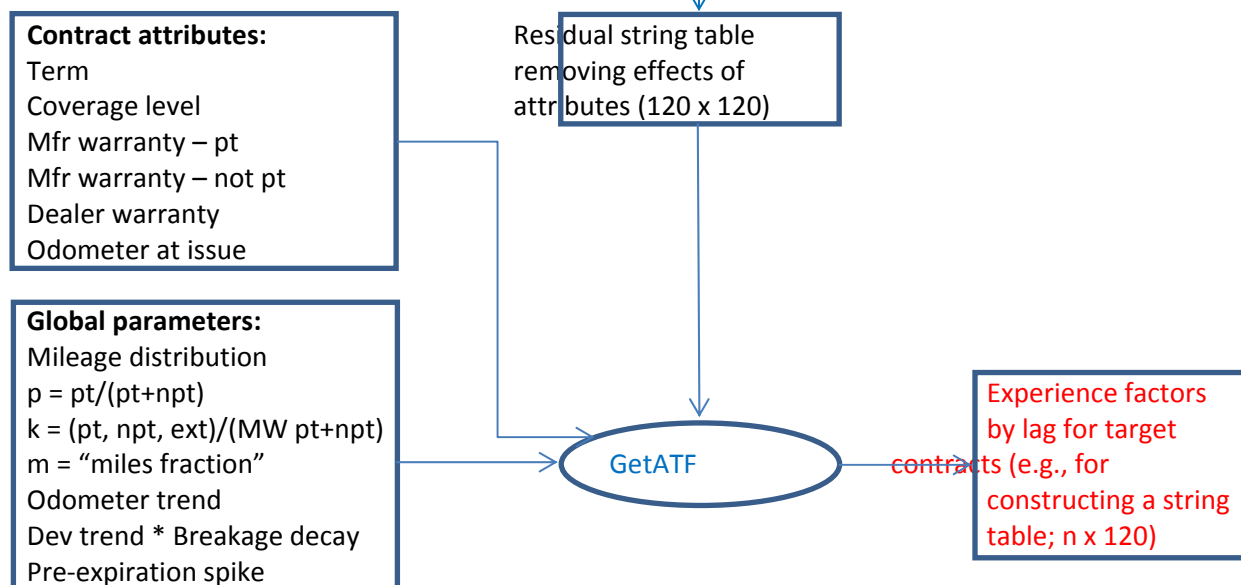 Contract attributes:
Term
Coverage level
Mfr warranty – pt
Mfr warranty – not pt
Dealer warranty
Odometer at issue
Residual string table
removing effects of
attributes (120 x 120)
Global parameters:
Mileage distribution
p = pt/(pt+npt)
k = (pt, npt, ext)/(MW pt+npt)
m = “miles fraction”
Odometer trend
Dev trend * Breakage decay
Pre-expiration spike
GetATF
Experience factors
by lag for target
contracts (e.g., for
constructing a string
table; n x 120)